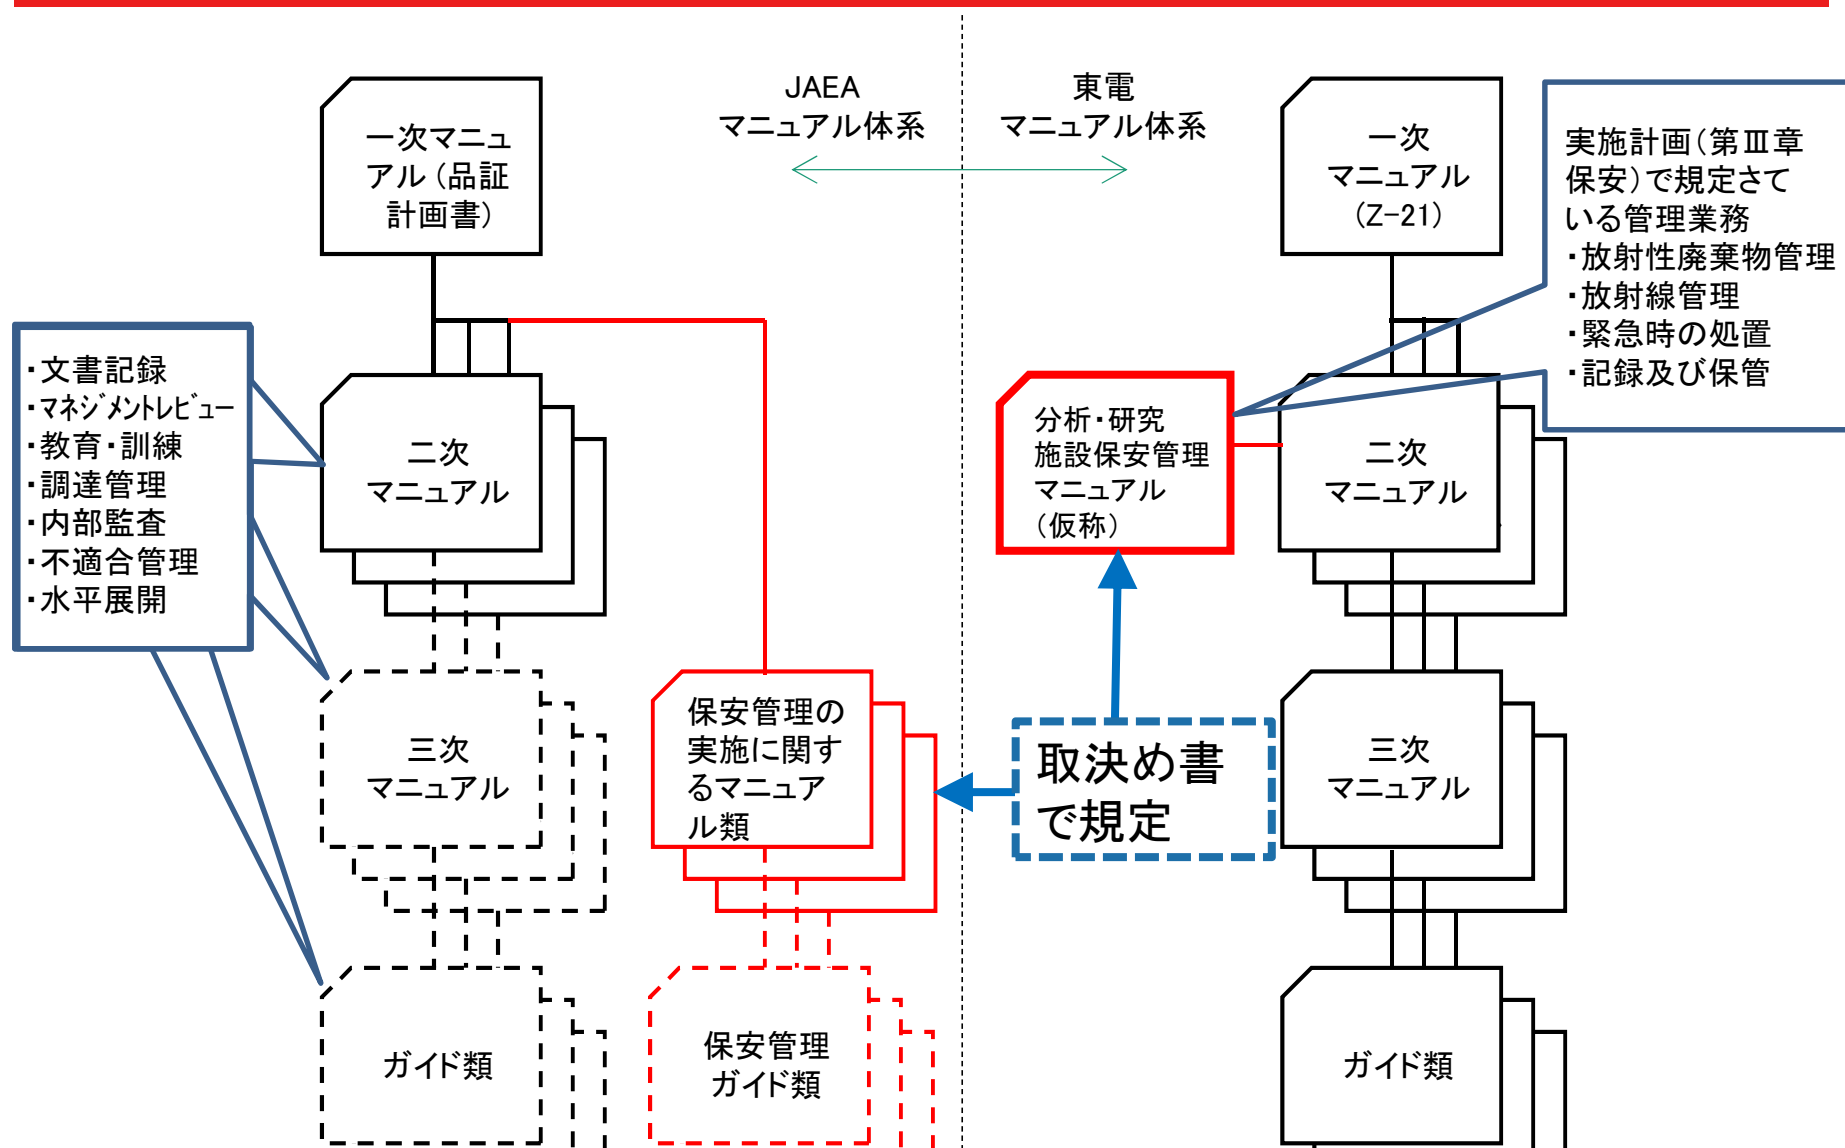 JAEA
マニュアル体系
東電
マニュアル体系
一次マニュ
アル（品証
計画書）
一次
マニュアル
（Z-21）
実施計画（第Ⅲ章
保安）で規定さて
いる管理業務
・放射性廃棄物管理
・放射線管理
・緊急時の処置
・記録及び保管
・文書記録
・ﾏﾈｼﾞﾒﾝﾄﾚﾋﾞｭｰ
・教育・訓練
・調達管理
・内部監査
・不適合管理
・水平展開
二次
マニュアル
分析・研究
施設保安管理
マニュアル
（仮称）
二次
マニュアル
三次
マニュアル
保安管理の
実施に関す
るマニュア
ル類
取決め書
で規定
三次
マニュアル
ガイド類
保安管理
ガイド類
ガイド類